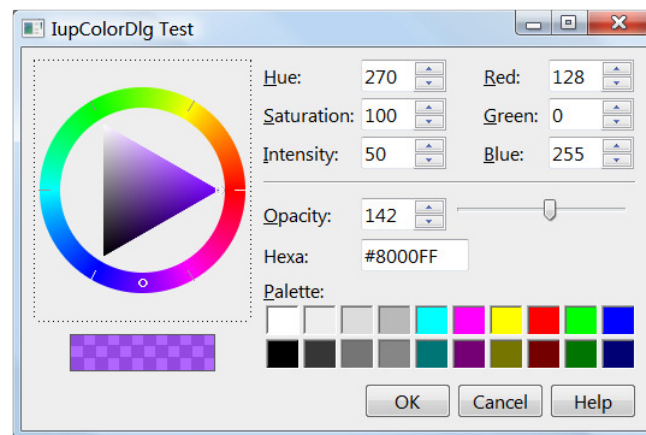 IupColorDlg Test
Hue: 270 Red: 128
Saturation: 100 Green: 0
Intensity: 50 Blue: 255
Opacity: 142
Hexa: #8000FF
Palette:
OK Cancel Help